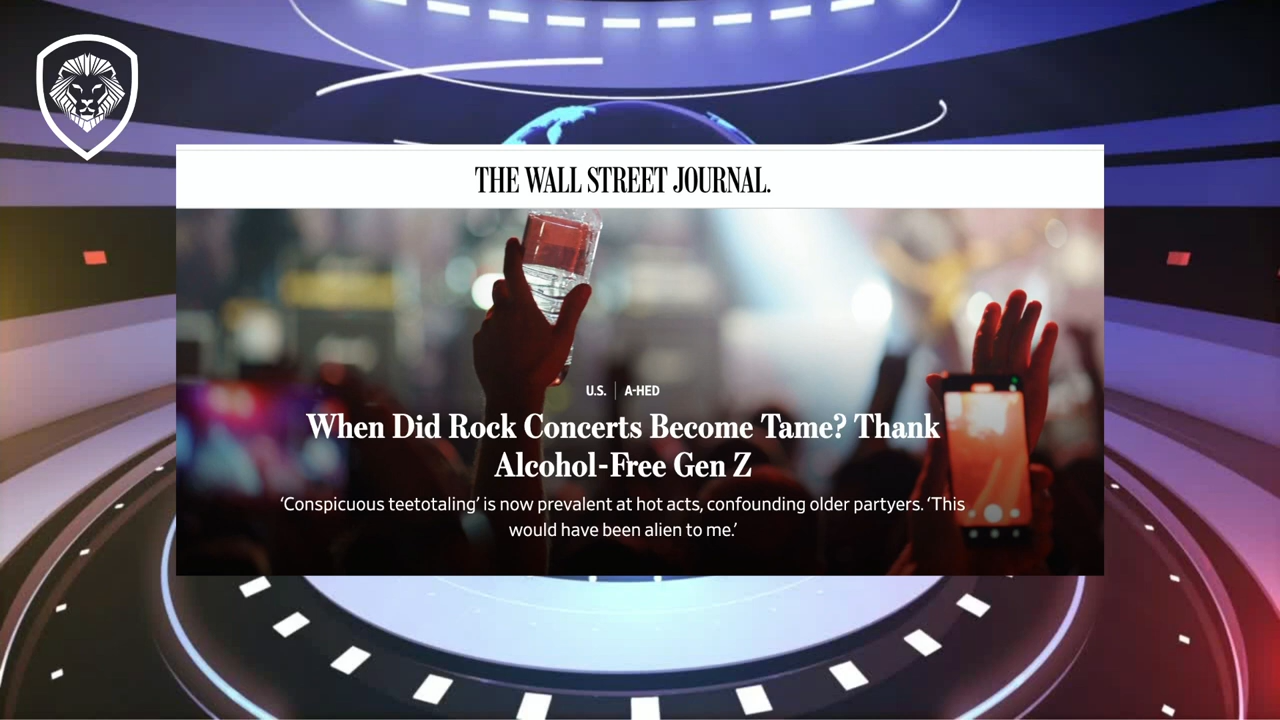 THE WALL STREET JOURNAL.
U.S. | A-HED
When Did Rock Concerts Become Tame? Thank
Alcohol-Free Gen Z
‘Conspicuous teetotaling’ is now prevalent at hot acts, confounding older partyers. ‘This
would have been alien to me.’